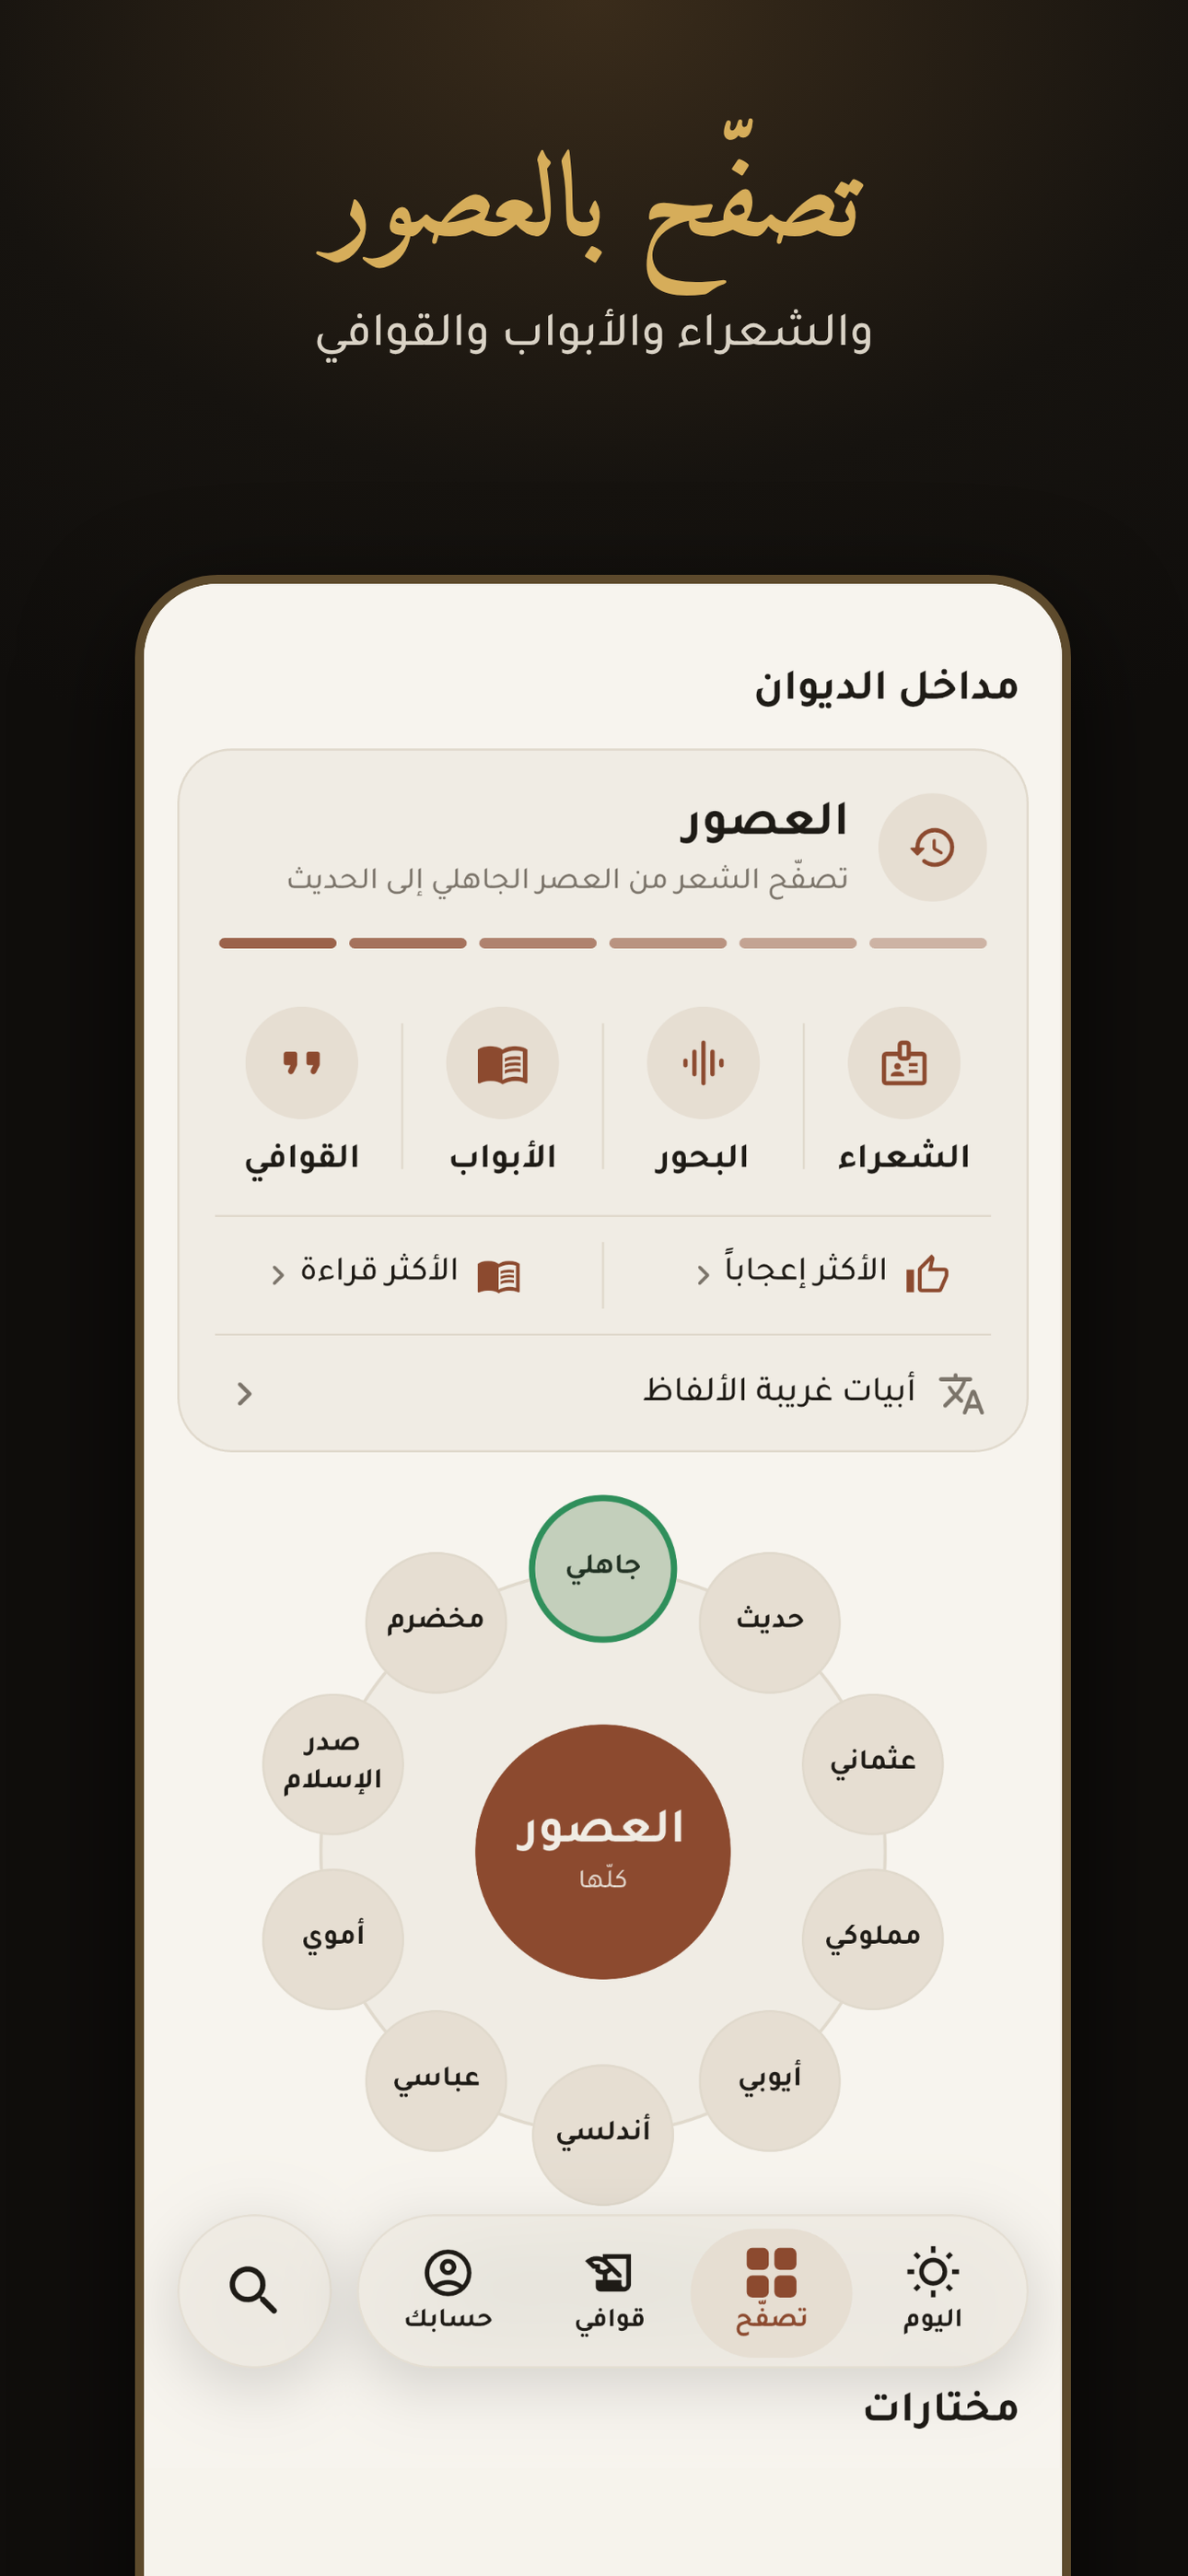 تصفّح بالعصور
والشعراء والأبواب والقوافي
مداخل الديوان
العصور
تصفّح الشعر من العصر الجاهلي إلى الحديث
الشعراء
البحور
الأبواب
القوافي
الأكثر إعجاباً
الأكثر قراءة
أبيات غريبة الألفاظ
جاهلي
حديث
مخضرم
عثماني
صدر
الإسلام
العصور
كلّها
مملوكي
أموي
أيوبي
عباسي
أندلسي
اليوم
تصفّح
قوافي
حسابك
مختارات